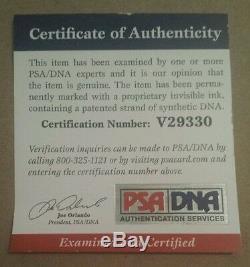 Certificate of Authenticity
This item has been examined by one or more
PSA/DNA experts and it is our opinion that
the item is genuine. The item has been
permanently marked with a proprietary invisible ink,
containing a patented strand of synthetic DNA.
Certification Number: V29330
Verification inquiries can be made to PSA/DNA by
calling 800-325-1121 or by visiting psacard.com and
entering the certification number above.
Joe Orlando
President, PSA/DNA
PSA DNA
AUTHENTICATION SERVICES
Examined Certified